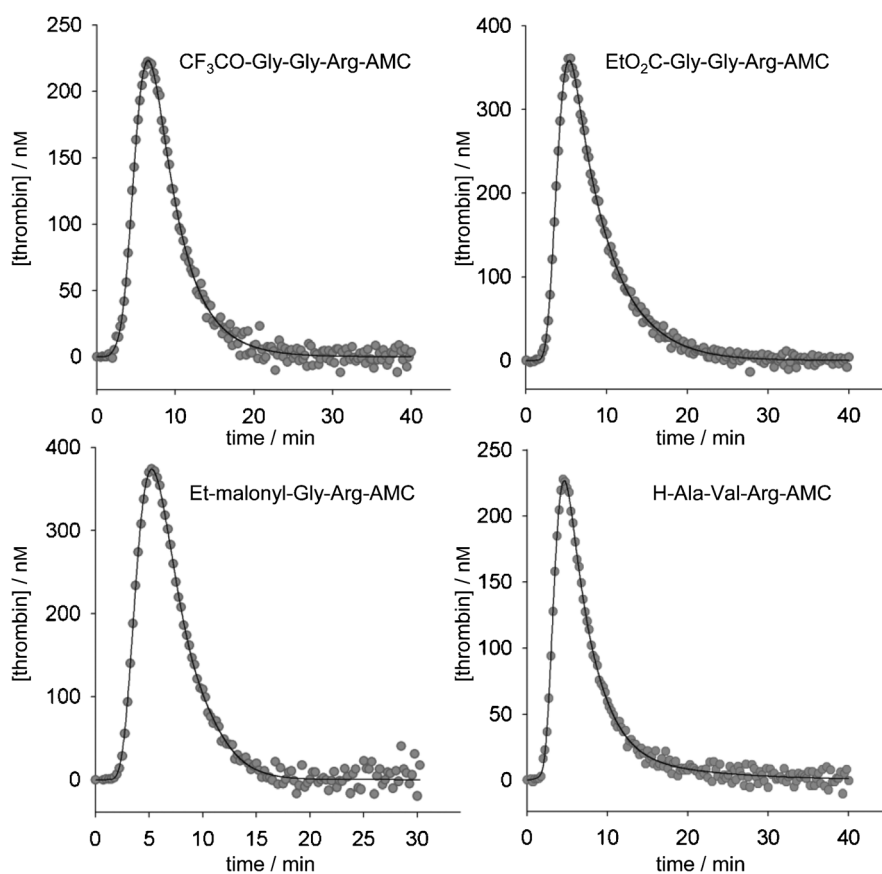 CF3CO-Gly-Gly-Arg-AMC
[thrombin] / nM
250
200
150
100
50
0
0 10 20 30 40
time / min
EtO2C-Gly-Gly-Arg-AMC
[thrombin] / nM
400
300
200
100
0
0 10 20 30 40
time / min
Et-malonyl-Gly-Arg-AMC
[thrombin] / nM
400
300
200
100
0
0 5 10 15 20 25 30
time / min
H-Ala-Val-Arg-AMC
[thrombin] / nM
250
200
150
100
50
0
0 10 20 30 40
time / min